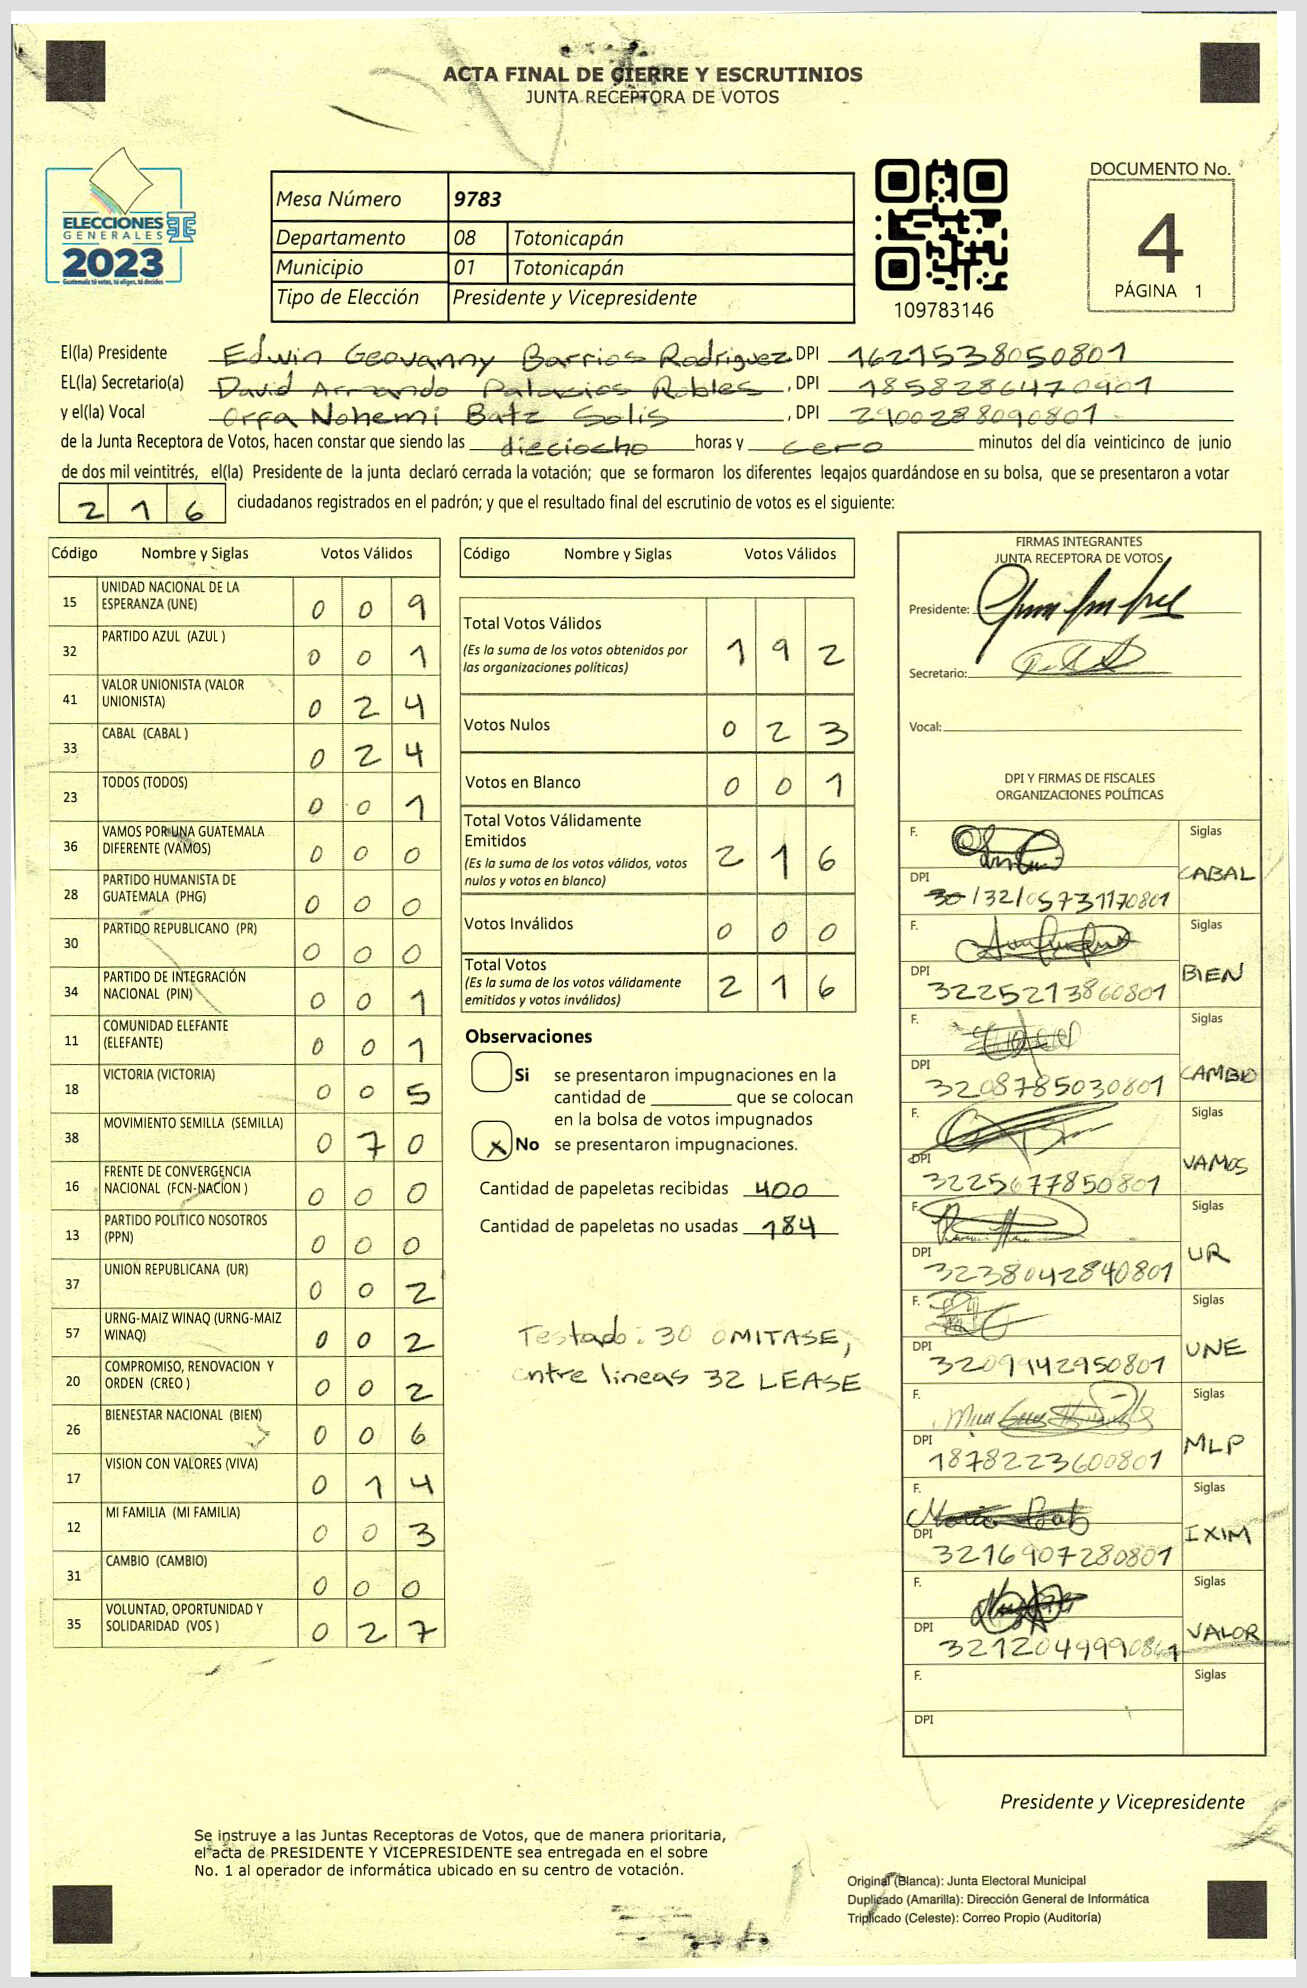 ACTA FINAL DE CIERRE Y ESCRUTINIOS
JUNTA RECEPTORA DE VOTOS
ELECCIONES
GENERALES
2023
Guatemala tú votas, tú eliges, tú decides
Mesa Número 9783
Departamento 08 Totonicapán
Municipio 01 Totonicapán
Tipo de Elección Presidente y Vicepresidente
109783146
DOCUMENTO No.
4
PÁGINA 1
El(la) Presidente Edwin Geovanny Barrios Rodriguez, DPI 1621538050801
EL(la) Secretario(a) David Armando Palacios Robles, DPI
y el(la) Vocal Orfa Nohemi Batz Solis, DPI 2900288090801
de la Junta Receptora de Votos, hacen constar que siendo las dieciocho horas y cero minutos del día veinticinco de junio
de dos mil veintitrés, el(la) Presidente de la junta declaró cerrada la votación; que se formaron los diferentes legajos guardándose en su bolsa, que se presentaron a votar
216 ciudadanos registrados en el padrón; y que el resultado final del escrutinio de votos es el siguiente:
Código Nombre y Siglas Votos Válidos
15 UNIDAD NACIONAL DE LA ESPERANZA (UNE) 0 0 9
32 PARTIDO AZUL (AZUL ) 0 0 1
41 VALOR UNIONISTA (VALOR UNIONISTA) 0 2 4
33 CABAL (CABAL ) 0 2 4
23 TODOS (TODOS) 0 0 1
36 VAMOS POR UNA GUATEMALA DIFERENTE (VAMOS) 0 0 0
28 PARTIDO HUMANISTA DE GUATEMALA (PHG) 0 0 0
30 PARTIDO REPUBLICANO (PR) 0 0 0
34 PARTIDO DE INTEGRACIÓN NACIONAL (PIN) 0 0 1
11 COMUNIDAD ELEFANTE (ELEFANTE) 0 0 1
18 VICTORIA (VICTORIA) 0 0 5
38 MOVIMIENTO SEMILLA (SEMILLA) 0 7 0
16 FRENTE DE CONVERGENCIA NACIONAL (FCN-NACION ) 0 0 0
13 PARTIDO POLITICO NOSOTROS (PPN) 0 0 0
37 UNION REPUBLICANA (UR) 0 0 2
57 URNG-MAIZ WINAQ (URNG-MAIZ WINAQ) 0 0 2
20 COMPROMISO, RENOVACION Y ORDEN (CREO ) 0 0 2
26 BIENESTAR NACIONAL (BIEN) 0 0 6
17 VISION CON VALORES (VIVA) 0 1 4
12 MI FAMILIA (MI FAMILIA) 0 0 3
31 CAMBIO (CAMBIO) 0 0 0
35 VOLUNTAD, OPORTUNIDAD Y SOLIDARIDAD (VOS ) 0 2 7
Código Nombre y Siglas Votos Válidos
Total Votos Válidos 1 9 2
(Es la suma de los votos obtenidos por
las organizaciones políticas)
Votos Nulos 0 2 3
Votos en Blanco 0 0 1
Total Votos Válidamente
Emitidos 2 1 6
(Es la suma de los votos válidos, votos
nulos y votos en blanco)
Votos Inválidos 0 0 0
Total Votos 2 1 6
(Es la suma de los votos válidamente
emitidos y votos inválidos)
Observaciones
Si se presentaron impugnaciones en la
cantidad de ________ que se colocan
en la bolsa de votos impugnados
x No se presentaron impugnaciones.
Cantidad de papeletas recibidas 400
Cantidad de papeletas no usadas 184
Testado: 30 OMITASE,
entre lineas 32 LEASE
FIRMAS INTEGRANTES
JUNTA RECEPTORA DE VOTOS
Presidente:
Secretario:
Vocal:
DPI Y FIRMAS DE FISCALES
ORGANIZACIONES POLÍTICAS
F. Siglas
CABAL
DPI
F. Siglas
BIEN
DPI 3225213860801
F. Siglas
CAMBIO
DPI 3208785030801
F. Siglas
VAMOS
DPI 3225677850801
F. Siglas
UR
DPI 3238042840801
F. Siglas
UNE
DPI 3209942950801
F. Siglas
MLP
DPI 1878223600801
F. Siglas
IXIM
DPI 3216907280801
F. Siglas
VALOR
DPI
F. Siglas
DPI
Presidente y Vicepresidente
Se instruye a las Juntas Receptoras de Votos, que de manera prioritaria,
el acta de PRESIDENTE Y VICEPRESIDENTE sea entregada en el sobre
No. 1 al operador de informática ubicado en su centro de votación.
Original (Blanca): Junta Electoral Municipal
Duplicado (Amarilla): Dirección General de Informática
Triplicado (Celeste): Correo Propio (Auditoría)